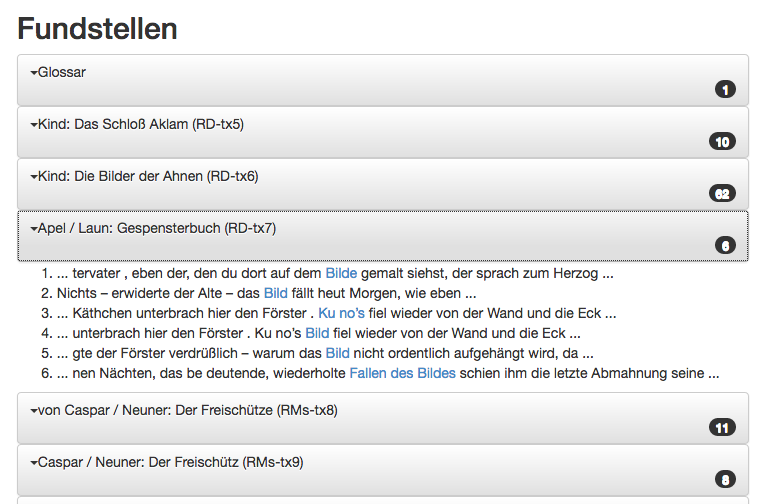 Fundstellen
Glossar
1
Kind: Das Schloß Aklam (RD-tx5)
10
Kind: Die Bilder der Ahnen (RD-tx6)
62
Apel / Laun: Gespensterbuch (RD-tx7)
6
1. ... tervater , eben der, den du dort auf dem Bilde gemalt siehst, der sprach zum Herzog ...
2. Nichts – erwiderte der Alte – das Bild fällt heut Morgen, wie eben ...
3. ... Käthchen unterbrach hier den Förster . Ku no’s fiel wieder von der Wand und die Eck ...
4. ... unterbrach hier den Förster . Ku no’s Bild fiel wieder von der Wand und die Eck ...
5. ... gte der Förster verdrüßlich – warum das Bild nicht ordentlich aufgehängt wird, da ...
6. ... nen Nächten, das be deutende, wiederholte Fallen des Bildes schien ihm die letzte Abmahnung seine ...
von Caspar / Neuner: Der Freischütze (RMs-tx8)
11
Caspar / Neuner: Der Freischütz (RMs-tx9)
8